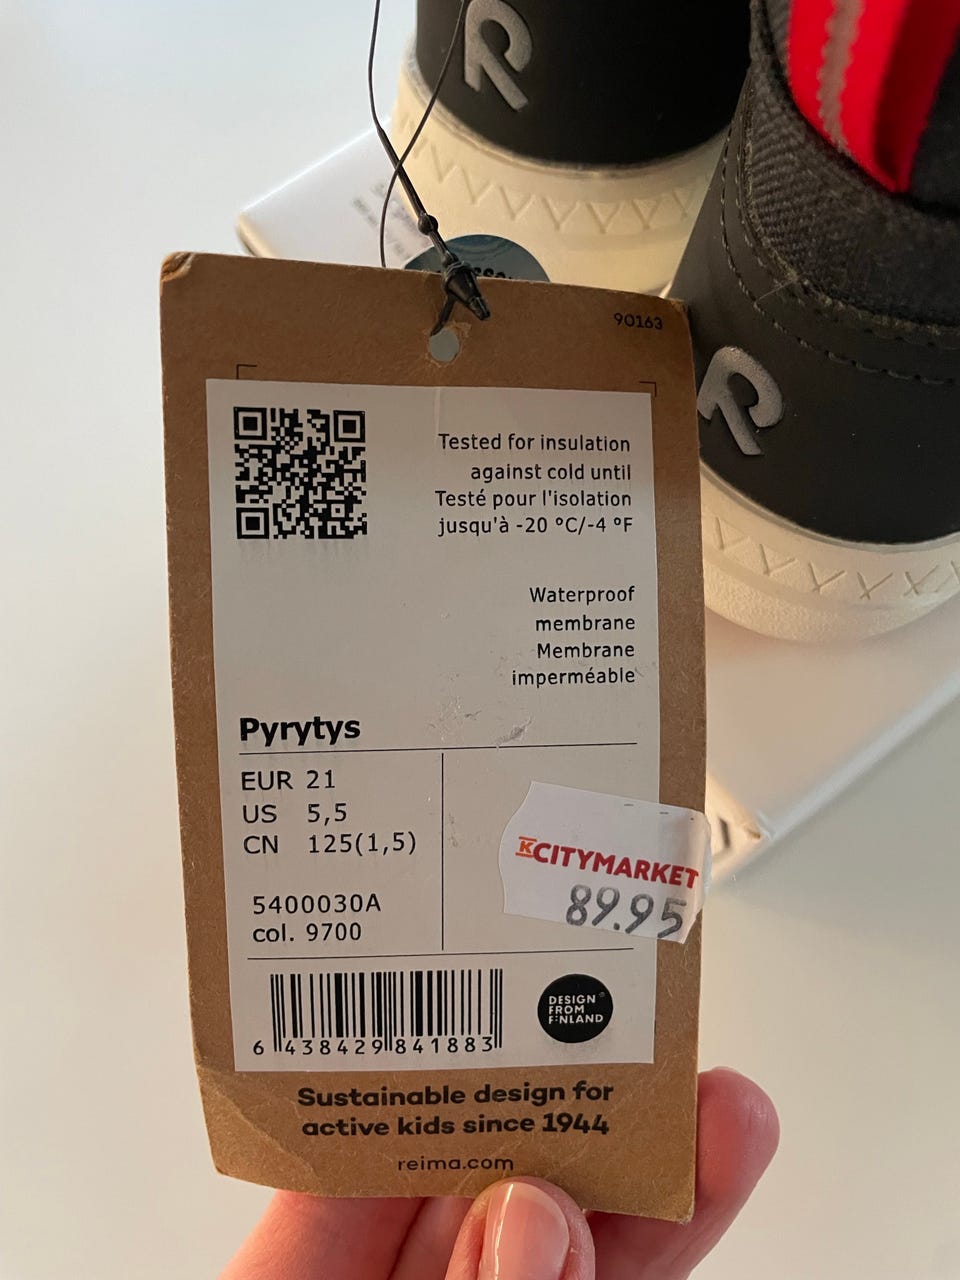 90163
Tested for insulation
against cold until
Testé pour l'isolation
jusqu'à -20 °C/-4 °F
Waterproof
membrane
Membrane
imperméable
Pyrytys
EUR 21
US 5,5
CN 125(1,5)
5400030A
col. 9700
KCITYMARKET
89.95
6 438429 841883
DESIGN
FROM
FINLAND
Sustainable design for
active kids since 1944
reima.com